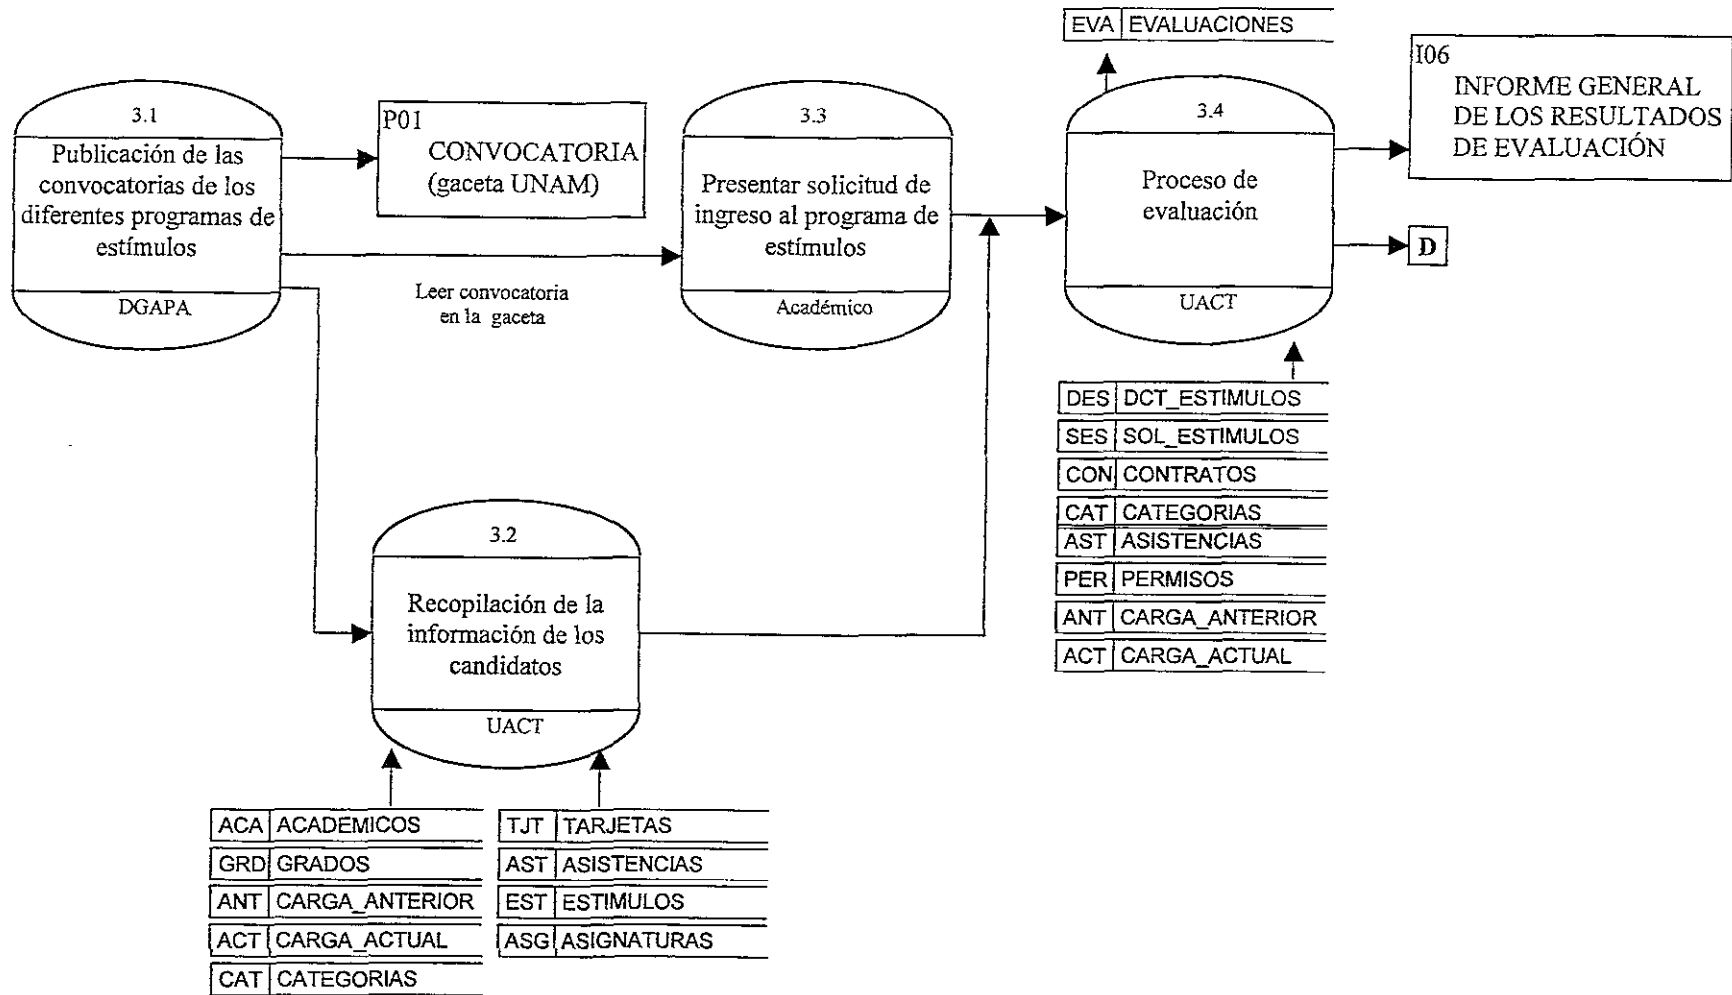 EVA EVALUACIONES
3.1
Publicación de las
convocatorias de los
diferentes programas de
estímulos
DGAPA
P01
CONVOCATORIA
(gaceta UNAM)
Leer convocatoria
en la gaceta
3.3
Presentar solicitud de
ingreso al programa de
estímulos
Académico
3.4
Proceso de
evaluación
UACT
I06
INFORME GENERAL
DE LOS RESULTADOS
DE EVALUACIÓN
D
DES DCT_ESTIMULOS
SES SOL_ESTIMULOS
CON CONTRATOS
CAT CATEGORIAS
AST ASISTENCIAS
PER PERMISOS
ANT CARGA_ANTERIOR
ACT CARGA_ACTUAL
3.2
Recopilación de la
información de los
candidatos
UACT
ACA ACADEMICOS
GRD GRADOS
ANT CARGA_ANTERIOR
ACT CARGA_ACTUAL
CAT CATEGORIAS
TJT TARJETAS
AST ASISTENCIAS
EST ESTIMULOS
ASG ASIGNATURAS